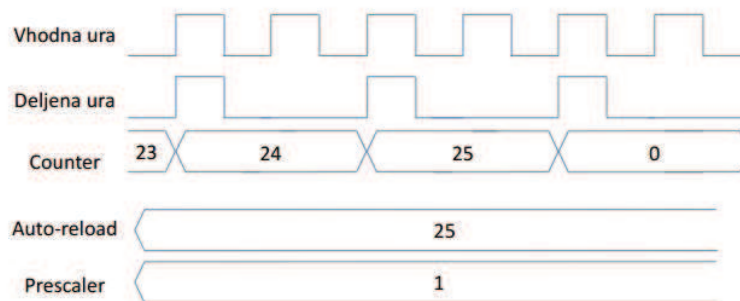 Vhodna ura
Deljena ura
Counter 23 24 25 0
Auto-reload 25
Prescaler 1